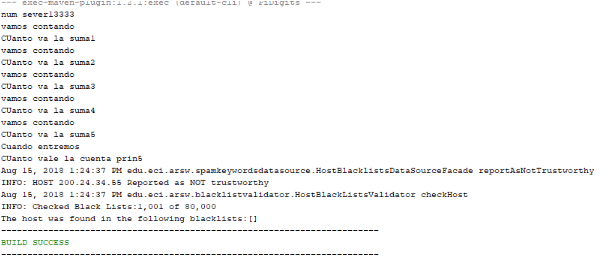 --- exec-maven-plugin:1.2.1:exec (default-cli) @ PiDigits ---
num sever13333
vamos contando
CUanto va la suma1
vamos contando
CUanto va la suma2
vamos contando
CUanto va la suma3
vamos contando
CUanto va la suma4
vamos contando
CUanto va la suma5
Cuando entremos
CUanto vale la cuenta prin5
Aug 15, 2018 1:24:37 PM edu.eci.arsw.spamkeywordsdatasource.HostBlacklistsDataSourceFacade reportAsNotTrustworthy
INFO: HOST 200.24.34.55 Reported as NOT trustworthy
Aug 15, 2018 1:24:37 PM edu.eci.arsw.blacklistvalidator.HostBlackListsValidator checkHost
INFO: Checked Black Lists:1,001 of 80,000
The host was found in the following blacklists:[]
------------------------------------------------------------------------
BUILD SUCCESS
------------------------------------------------------------------------